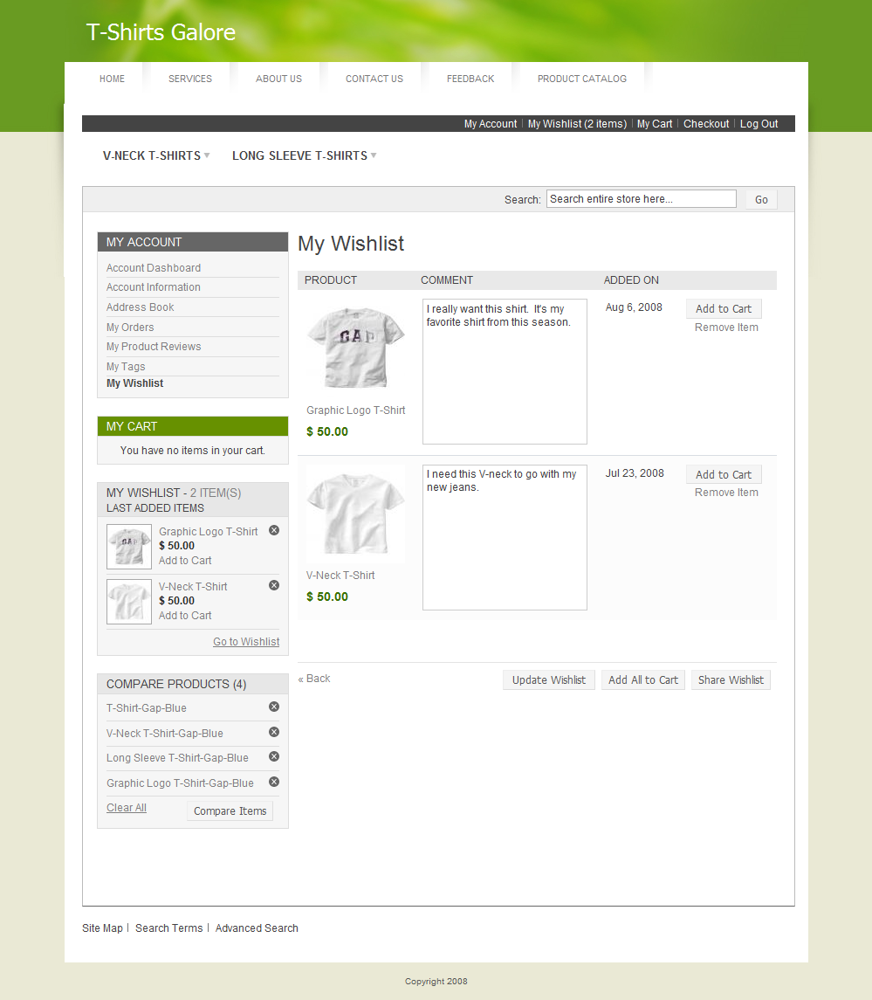 T-Shirts Galore
HOME SERVICES ABOUT US CONTACT US FEEDBACK PRODUCT CATALOG
My Account | My Wishlist (2 items) | My Cart | Checkout | Log Out
V-NECK T-SHIRTS LONG SLEEVE T-SHIRTS
Search: Search entire store here... Go
MY ACCOUNT
Account Dashboard
Account Information
Address Book
My Orders
My Product Reviews
My Tags
My Wishlist
MY CART
You have no items in your cart.
MY WISHLIST - 2 ITEM(S)
LAST ADDED ITEMS
GAP
Graphic Logo T-Shirt
$ 50.00
Add to Cart
V-Neck T-Shirt
$ 50.00
Add to Cart
Go to Wishlist
COMPARE PRODUCTS (4)
T-Shirt-Gap-Blue
V-Neck T-Shirt-Gap-Blue
Long Sleeve T-Shirt-Gap-Blue
Graphic Logo T-Shirt-Gap-Blue
Clear All Compare Items
My Wishlist
PRODUCT COMMENT ADDED ON
GAP
Graphic Logo T-Shirt
$ 50.00
I really want this shirt. It's my
favorite shirt from this season.
Aug 6, 2008
Add to Cart
Remove Item
V-Neck T-Shirt
$ 50.00
I need this V-neck to go with my
new jeans.
Jul 23, 2008
Add to Cart
Remove Item
« Back Update Wishlist Add All to Cart Share Wishlist
Site Map | Search Terms | Advanced Search
Copyright 2008